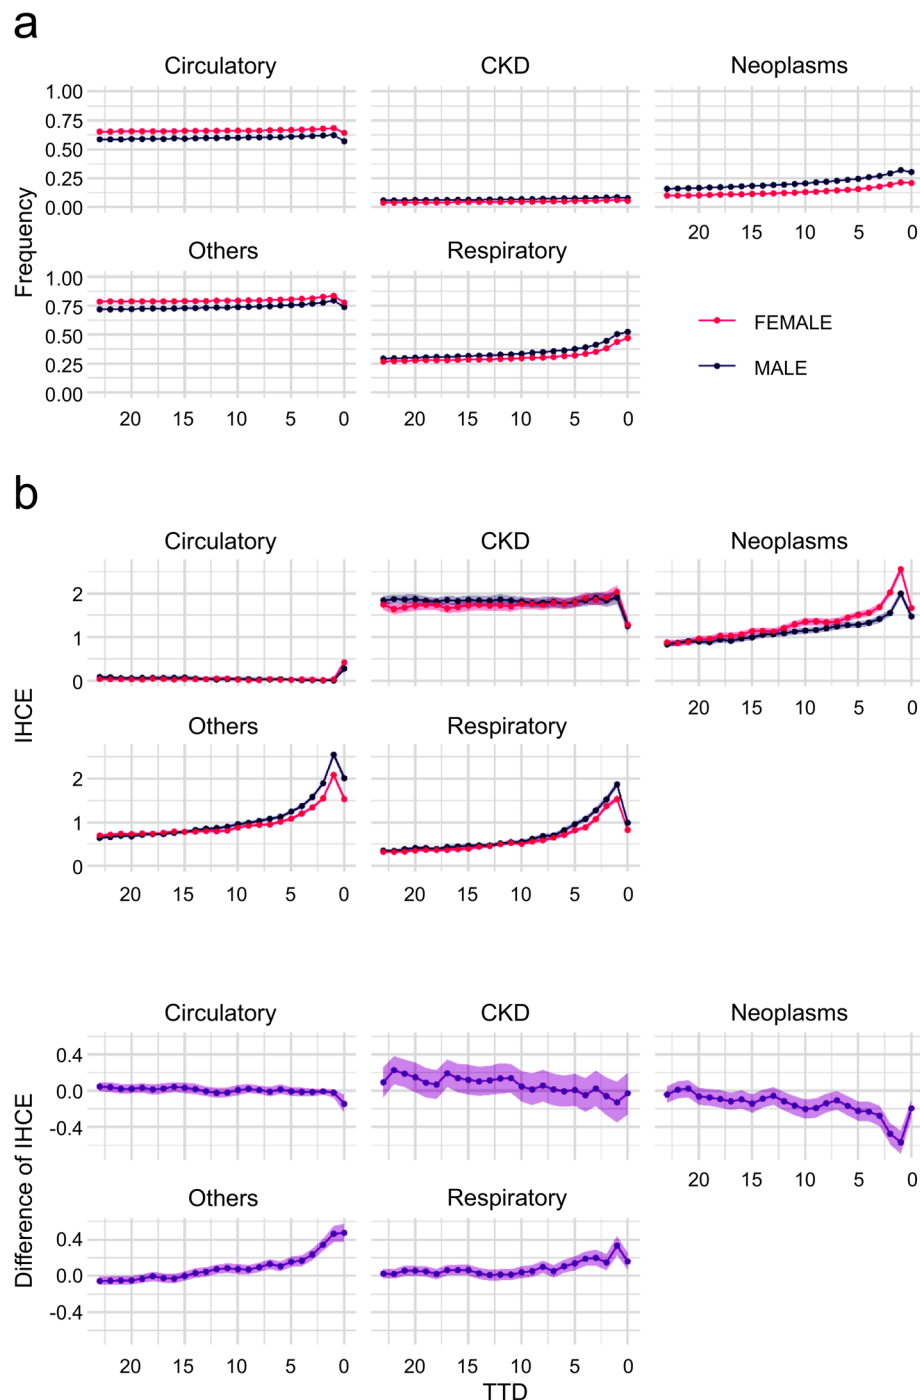 a
Circulatory CKD Neoplasms
1.00
0.75
0.50
0.25
0.00
20 15 10 5 0
Frequency
Others Respiratory
1.00
0.75
0.50
0.25
0.00
FEMALE
MALE
20 15 10 5 0 20 15 10 5 0
b
Circulatory CKD Neoplasms
2
1
0
20 15 10 5 0
IHCE
Others Respiratory
2
1
0
20 15 10 5 0 20 15 10 5 0
Circulatory CKD Neoplasms
0.4
0.0
-0.4
20 15 10 5 0
Difference of IHCE
Others Respiratory
0.4
0.0
-0.4
20 15 10 5 0 20 15 10 5 0
TTD